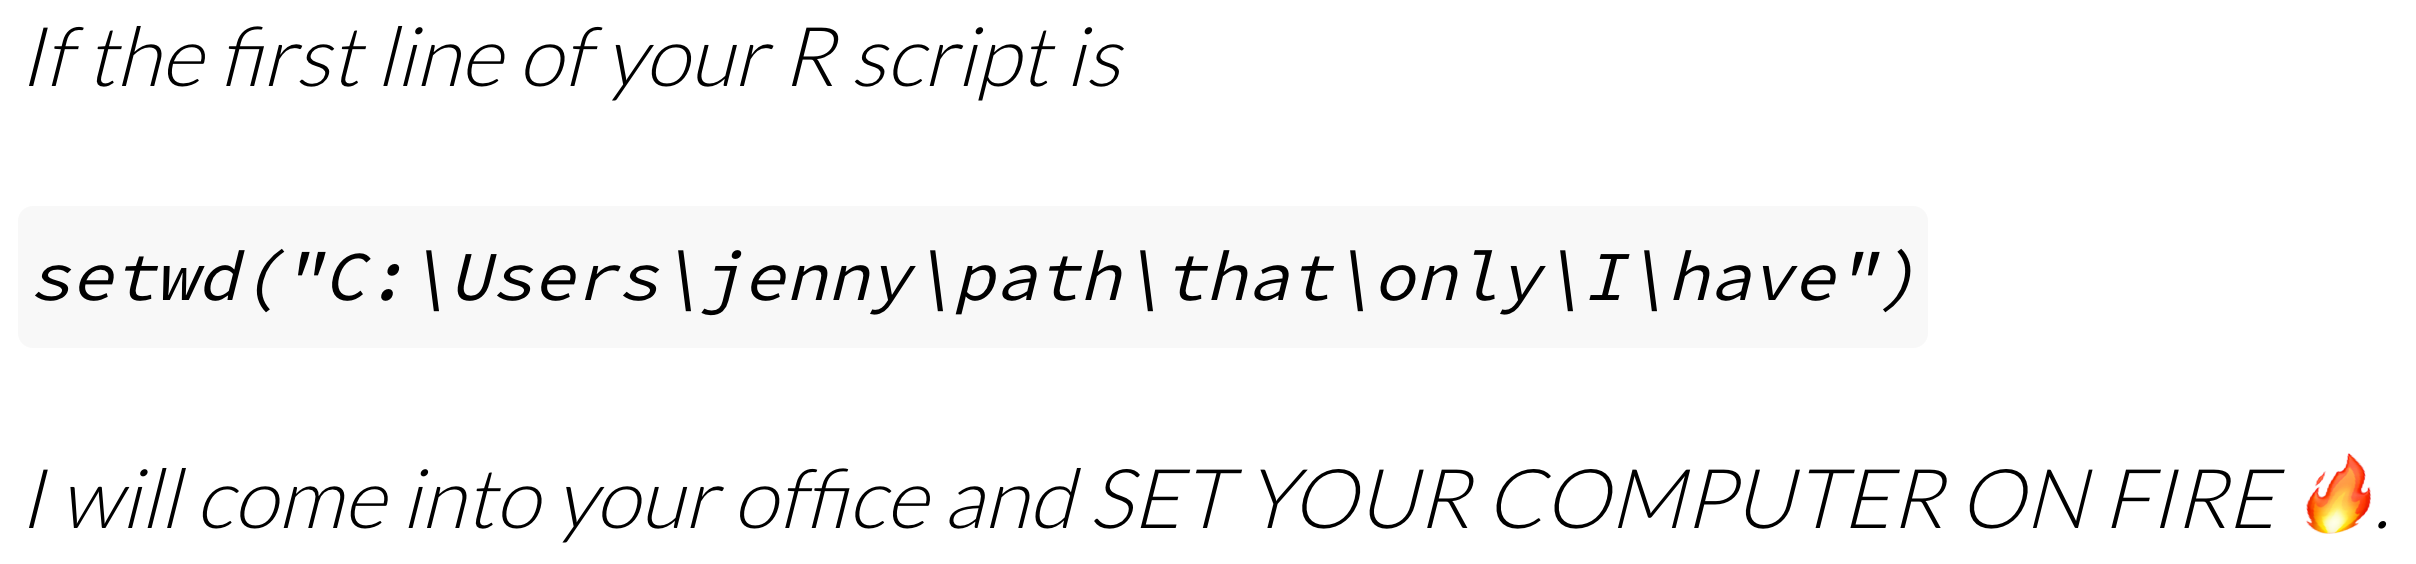 If the first line of your R script is
setwd("C:\Users\jenny\path\that\only\I\have")
I will come into your office and SET YOUR COMPUTER ON FIRE 🔥.